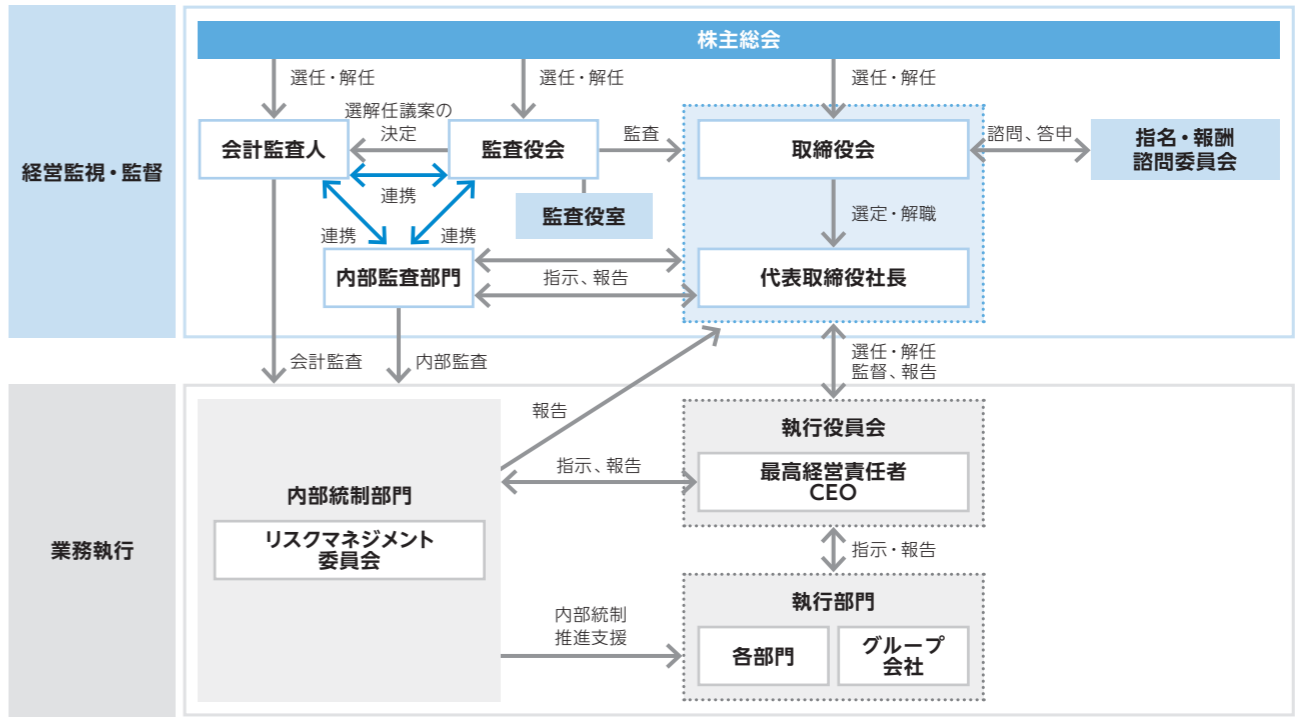 経営監視・監督
株主総会
選任・解任
選任・解任
選任・解任
選解任議案の
決定
会計監査人
監査役会
監査
取締役会
諮問、答申
指名・報酬
諮問委員会
連携
監査役室
選定・解職
連携
連携
内部監査部門
指示、報告
代表取締役社長
会計監査
内部監査
選任・解任
監督、報告
業務執行
報告
執行役員会
指示、報告
最高経営責任者
CEO
内部統制部門
リスクマネジメント
委員会
指示・報告
執行部門
内部統制
推進支援
各部門
グループ
会社